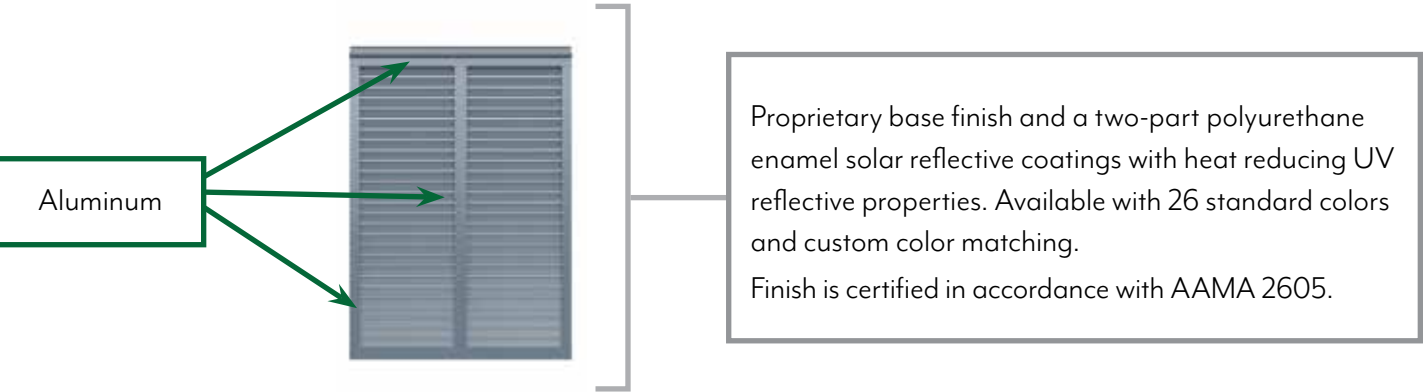 Aluminum
Proprietary base finish and a two-part polyurethane
enamel solar reflective coatings with heat reducing UV
reflective properties. Available with 26 standard colors
and custom color matching.
Finish is certified in accordance with AAMA 2605.